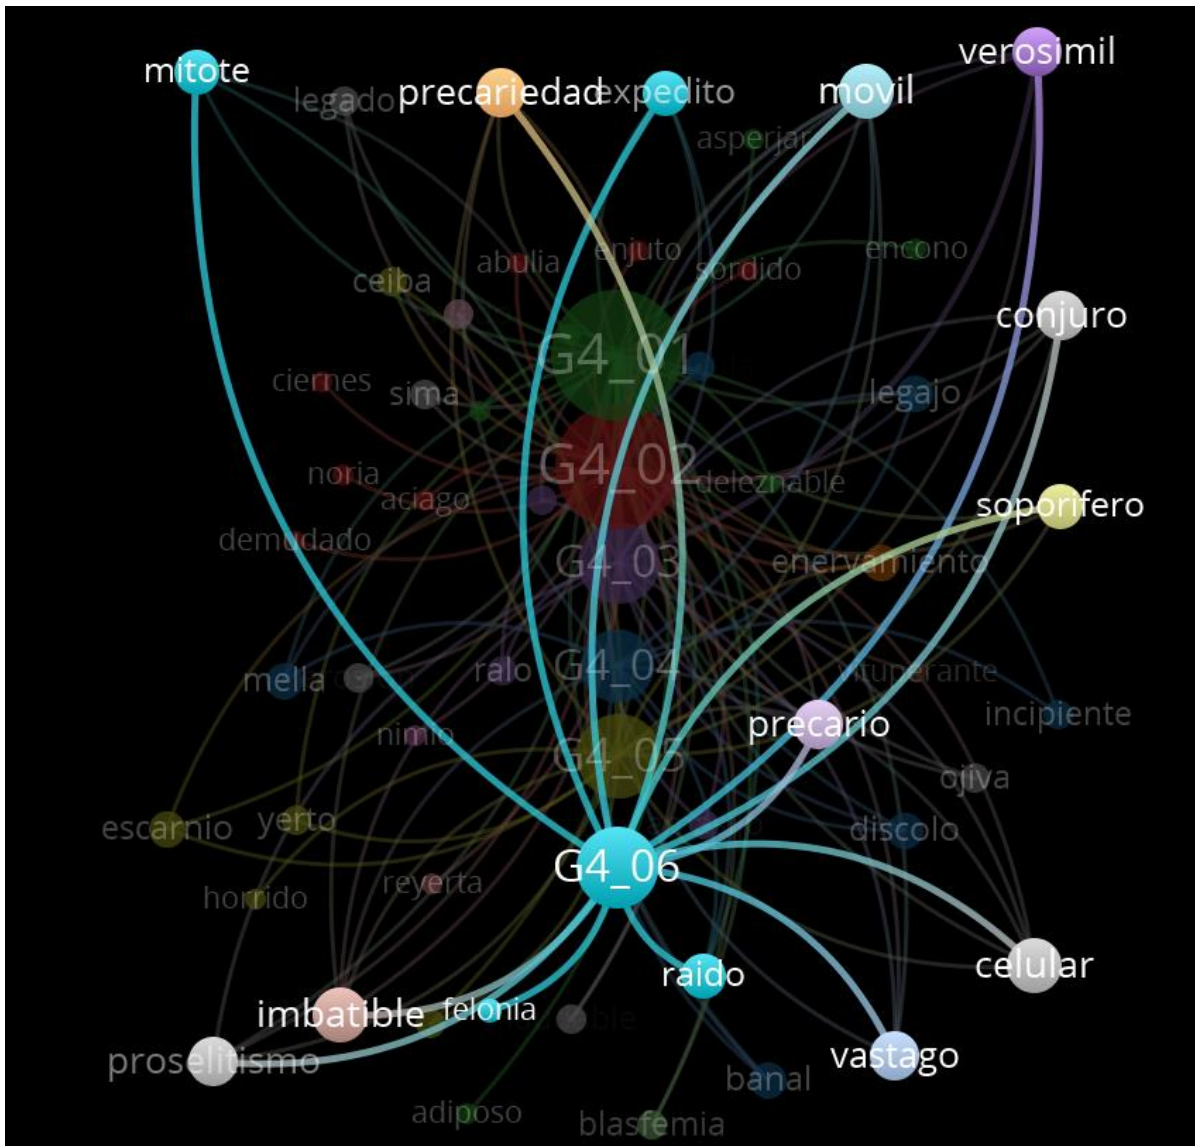 verosimil
mitote
legado
precariedad
expedito
movil
asperjar
enjuto
encono
abulia
sordido
ceiba
conjuro
G4_01
ciernes
sima
legajo
G4_02
noria
deleznable
aciago
soporifero
demudado
G4_03
enervamiento
G4_04
ralo
mella
incipiente
precario
nimio
G4_05
ojiva
escarnio
yerto
discolo
G4_06
reyerta
horrido
celular
raido
imbatible
felonia
vastago
proselitismo
banal
adiposo
blasfemia